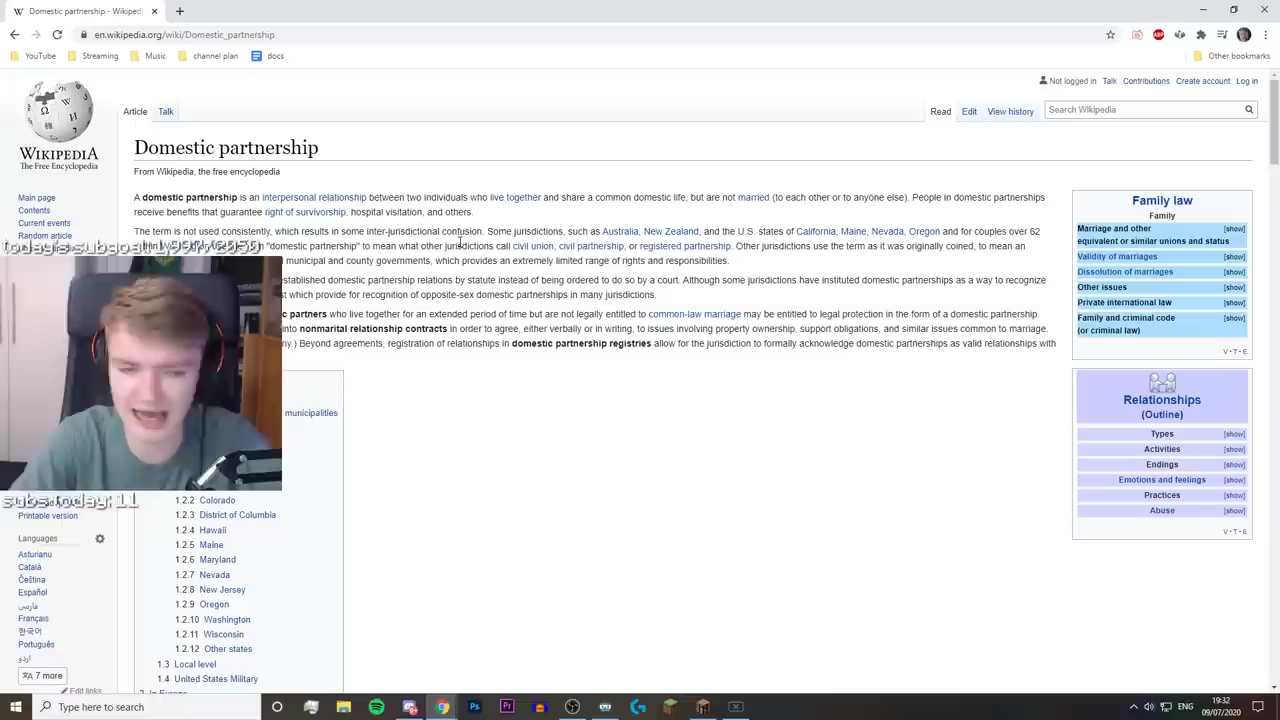 Domestic partnership - Wikiped
en.wikipedia.org/wiki/Domestic_partnership
YouTube
Streaming
Music
channel plan
docs
Other bookmarks
Not logged in Talk Contributions Create account Log in
Article Talk
Read Edit View history
Search Wikipedia
WIKIPEDIA
The Free Encyclopedia
Domestic partnership
From Wikipedia, the free encyclopedia
A domestic partnership is an interpersonal relationship between two individuals who live together and share a common domestic life, but are not married (to each other or to anyone else). People in domestic partnerships
receive benefits that guarantee right of survivorship, hospital visitation, and others.
The term is not used consistently, which results in some inter-jurisdictional confusion. Some jurisdictions, such as Australia, New Zealand, and the U.S. states of California, Maine, Nevada, Oregon and for couples over 62
"domestic partnership" to mean what other jurisdictions call civil union, civil partnership, or registered partnership. Other jurisdictions use the term as it was originally coined, to mean an
municipal and county governments, which provides an extremely limited range of rights and responsibilities.
established domestic partnership relations by statute instead of being ordered to do so by a court. Although some jurisdictions have instituted domestic partnerships as a way to recognize
which provide for recognition of opposite-sex domestic partnerships in many jurisdictions.
partners who live together for an extended period of time but are not legally entitled to common-law marriage may be entitled to legal protection in the form of a domestic partnership.
into nonmarital relationship contracts in order to agree, either verbally or in writing, to issues involving property ownership, support obligations, and similar issues common to marriage.
Beyond agreements, registration of relationships in domestic partnership registries allow for the jurisdiction to formally acknowledge domestic partnerships as valid relationships with
Main page
Contents
Current events
Random article
subs today: 11
Printable version
Languages
Asturianu
Català
Čeština
Español
فارسی
Français
한국어
Português
اردو
7 more
Edit links
municipalities
1.2.2 Colorado
1.2.3 District of Columbia
1.2.4 Hawaii
1.2.5 Maine
1.2.6 Maryland
1.2.7 Nevada
1.2.8 New Jersey
1.2.9 Oregon
1.2.10 Washington
1.2.11 Wisconsin
1.2.12 Other states
1.3 Local level
1.4 United States Military
2 In Europe
Family law
Family
Marriage and other
equivalent or similar unions and status [show]
Validity of marriages [show]
Dissolution of marriages [show]
Other issues [show]
Private international law [show]
Family and criminal code
(or criminal law) [show]
V · T · E
Relationships
(Outline)
Types [show]
Activities [show]
Endings [show]
Emotions and feelings [show]
Practices [show]
Abuse [show]
V · T · E
Type here to search
ENG
19:32
09/07/2020